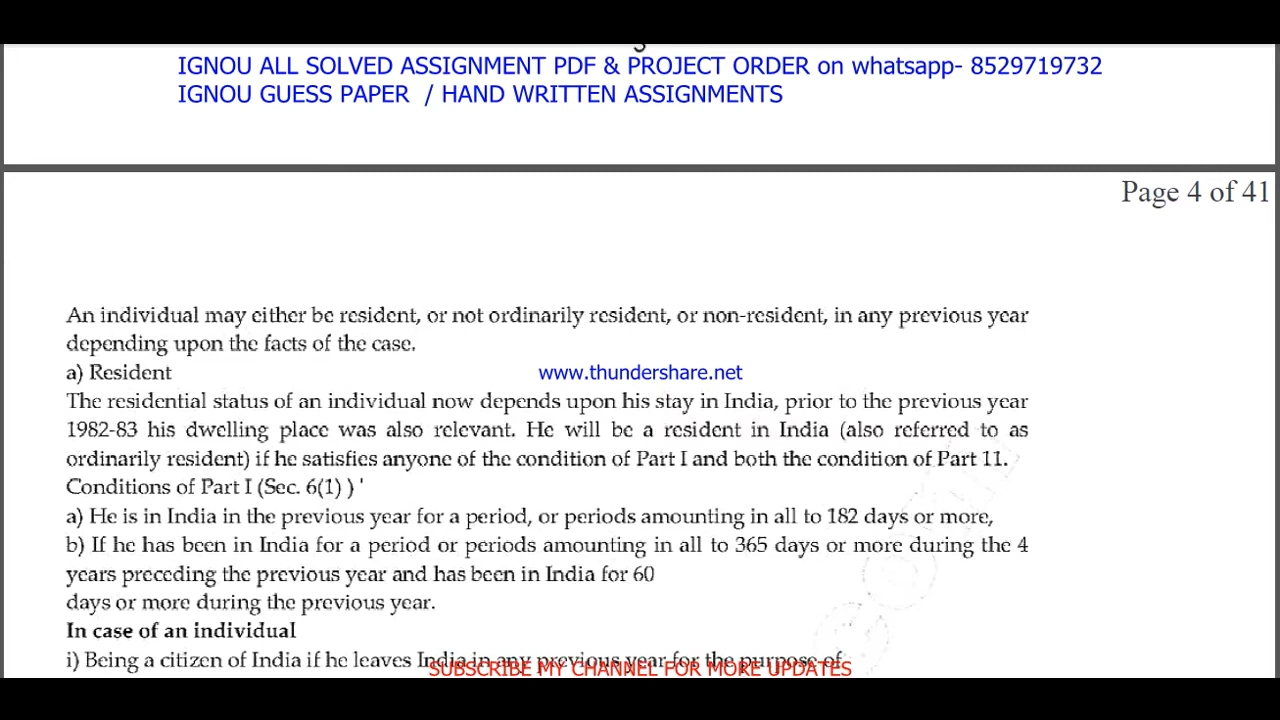 IGNOU ALL SOLVED ASSIGNMENT PDF & PROJECT ORDER on whatsapp- 8529719732
IGNOU GUESS PAPER / HAND WRITTEN ASSIGNMENTS
Page 4 of 41
An individual may either be resident, or not ordinarily resident, or non-resident, in any previous year
depending upon the facts of the case.
a) Resident
www.thundershare.net
The residential status of an individual now depends upon his stay in India, prior to the previous year
1982-83 his dwelling place was also relevant. He will be a resident in India (also referred to as
ordinarily resident) if he satisfies anyone of the condition of Part I and both the condition of Part 11.
Conditions of Part I (Sec. 6(1) ) '
a) He is in India in the previous year for a period, or periods amounting in all to 182 days or more,
b) If he has been in India for a period or periods amounting in all to 365 days or more during the 4
years preceding the previous year and has been in India for 60
days or more during the previous year.
In case of an individual
i) Being a citizen of India if he leaves India in any previous year for the purpose of
SUBSCRIBE MY CHANNEL FOR MORE UPDATES